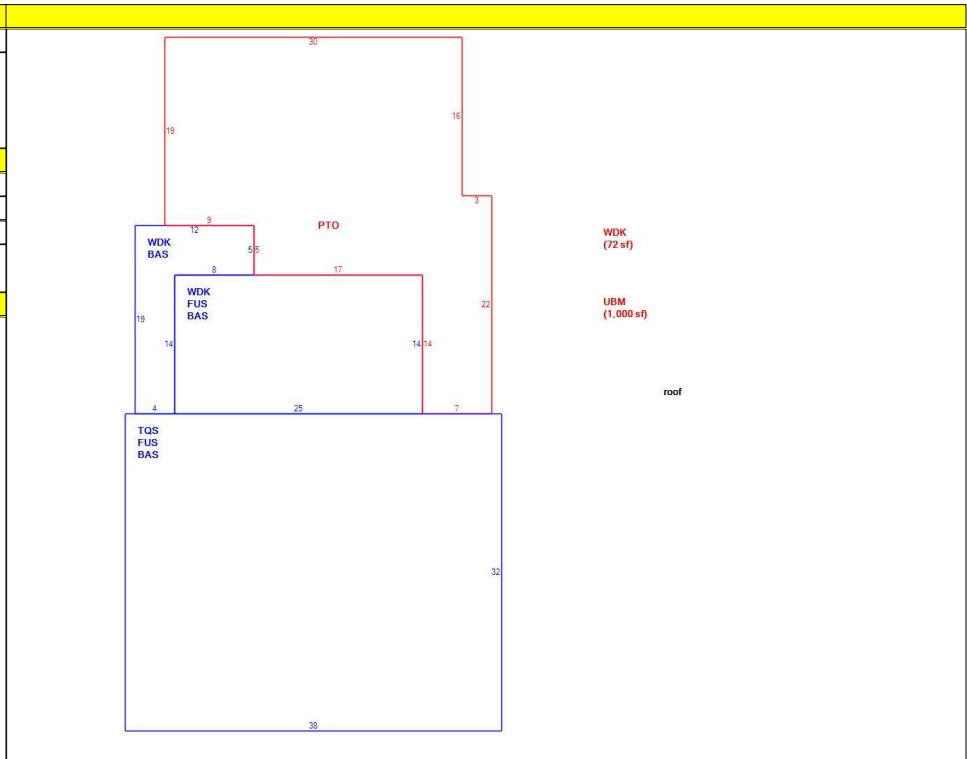 30
16
19
3
9
PTO
12
WDK
BAS
5 5
WDK
(72 sf)
8
17
WDK
FUS
BAS
22
UBM
(1,000 sf)
19
14
14 14
roof
4
25
7
TQS
FUS
BAS
32
38